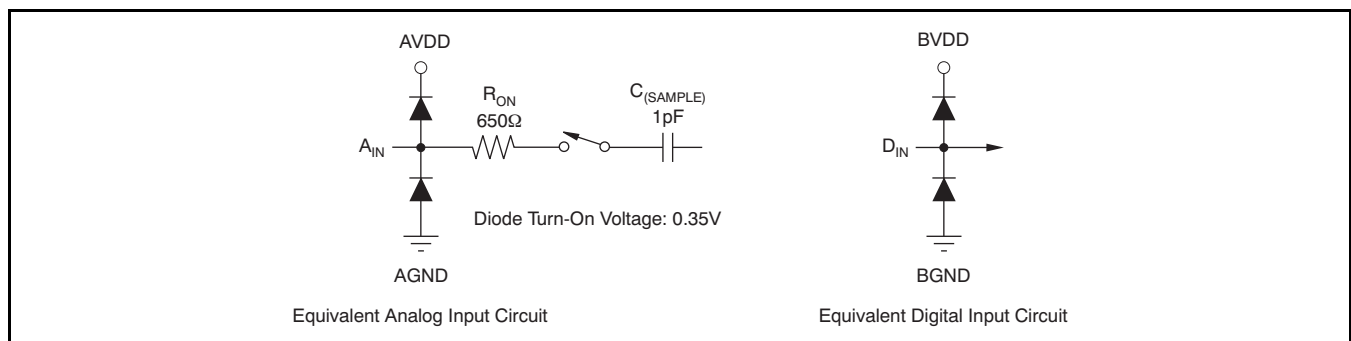 AVDD
R_ON
650Ω
C_(SAMPLE)
1pF
A_IN
Diode Turn-On Voltage: 0.35V
AGND
Equivalent Analog Input Circuit
BVDD
D_IN
BGND
Equivalent Digital Input Circuit